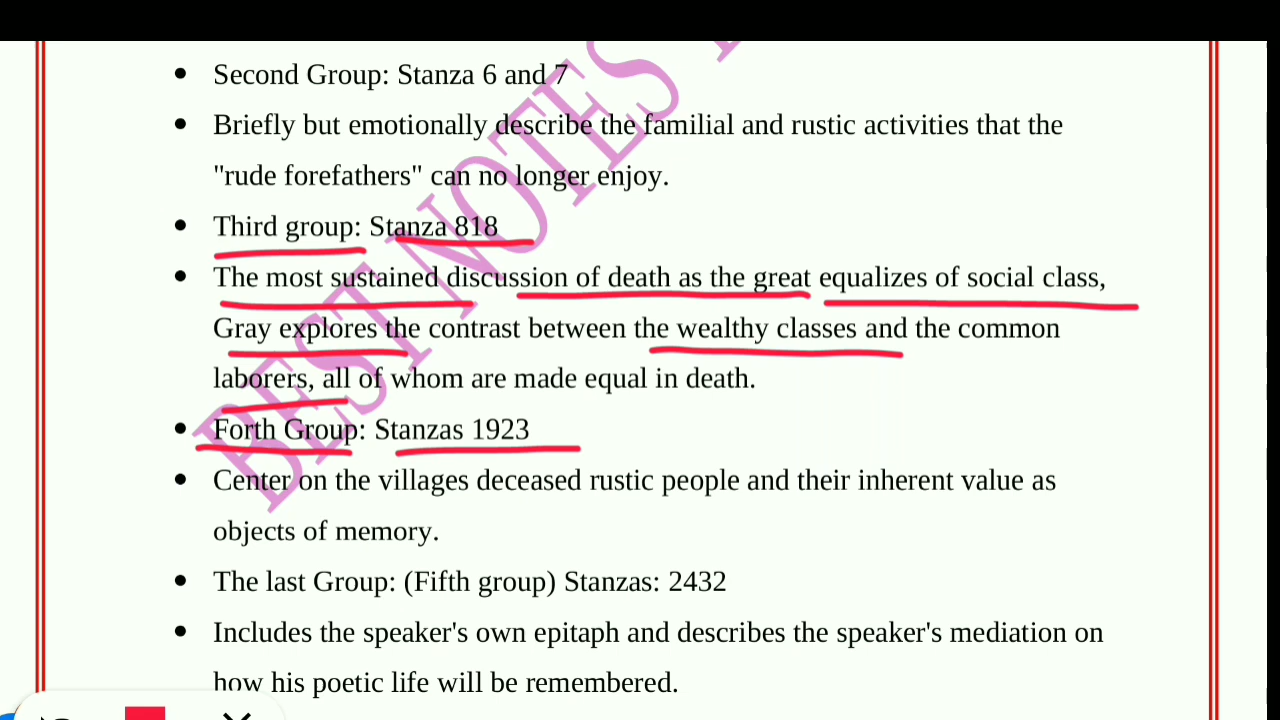 • Second Group: Stanza 6 and 7
• Briefly but emotionally describe the familial and rustic activities that the
"rude forefathers" can no longer enjoy.
• Third group: Stanza 818
• The most sustained discussion of death as the great equalizes of social class,
Gray explores the contrast between the wealthy classes and the common
laborers, all of whom are made equal in death.
• Forth Group: Stanzas 1923
• Center on the villages deceased rustic people and their inherent value as
objects of memory.
• The last Group: (Fifth group) Stanzas: 2432
• Includes the speaker's own epitaph and describes the speaker's mediation on
how his poetic life will be remembered.
BEST NOTES